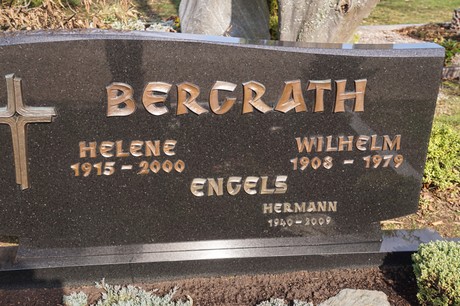 BERGRATH
HELENE WILHELM
1915 - 2000 1908 - 1979
ENGELS
HERMANN
1940 - 2009